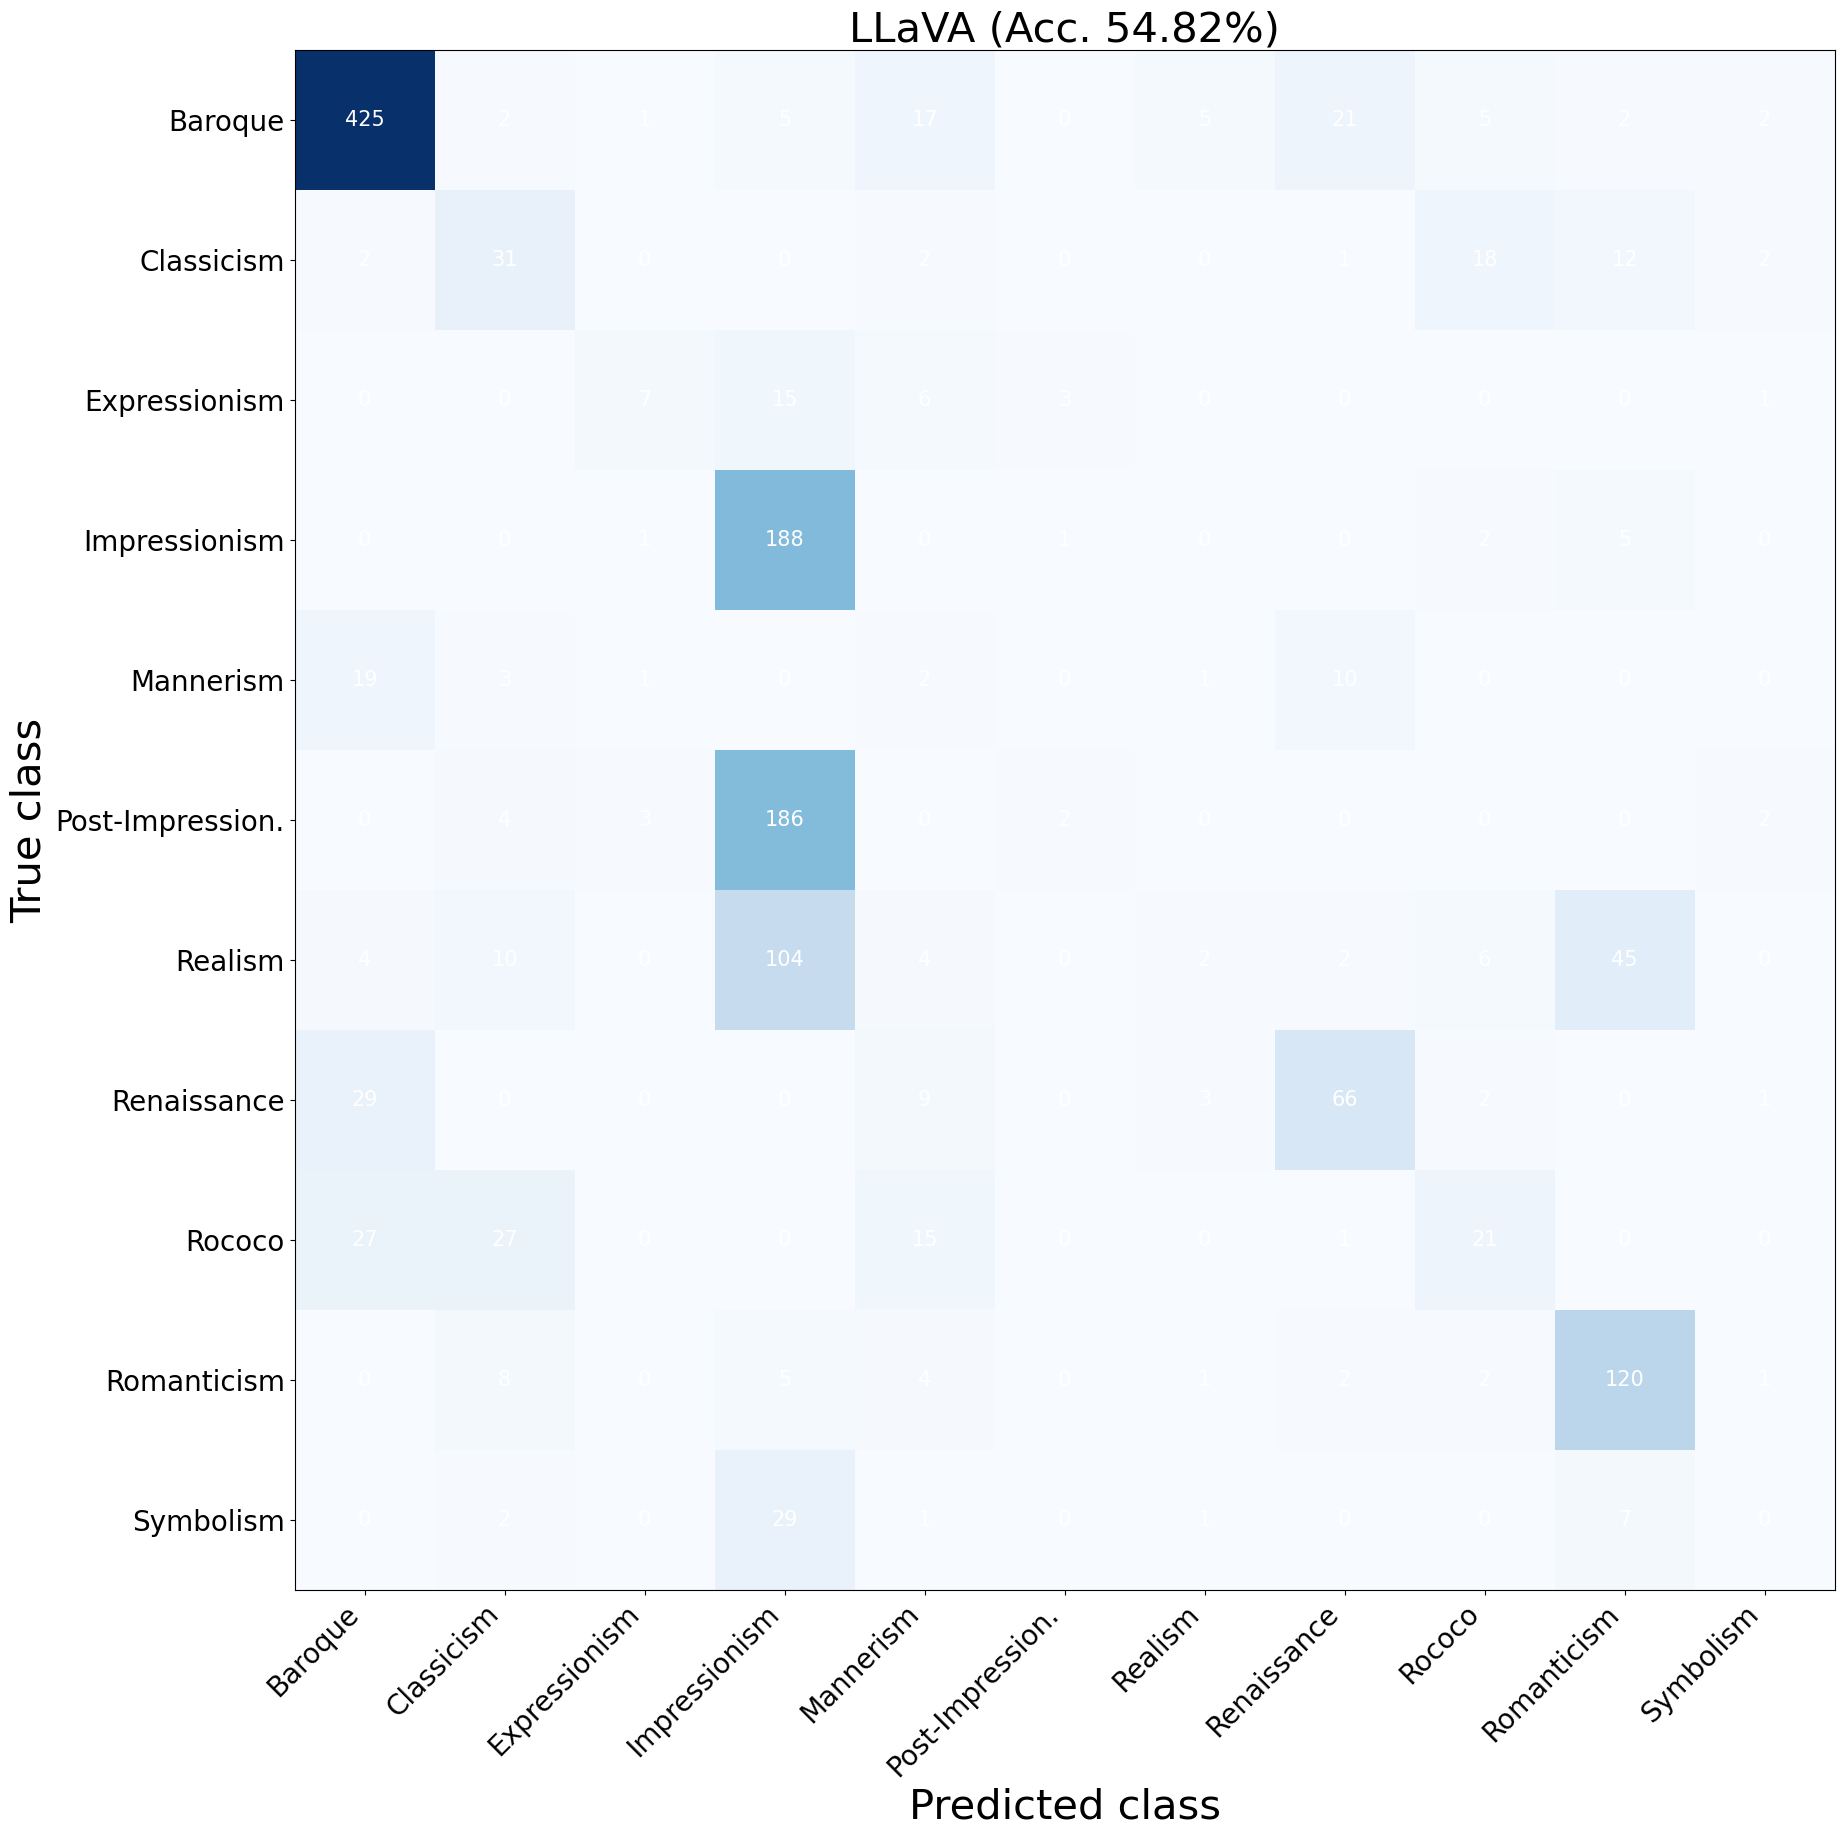 LLaVA (Acc. 54.82%)
True class
Baroque 425 2 1 5 17 0 5 21 5 2 2
Classicism 2 31 0 0 2 0 0 1 18 12 2
Expressionism 0 0 7 15 6 3 0 0 0 0 1
Impressionism 0 0 1 188 0 1 0 0 2 5 0
Mannerism 19 3 1 0 2 0 1 10 0 0 0
Post-Impression. 0 4 3 186 0 2 0 0 0 0 2
Realism 4 10 0 104 4 0 2 2 6 45 0
Renaissance 29 0 0 0 9 0 3 66 2 0 1
Rococo 27 27 0 0 15 0 0 1 21 0 0
Romanticism 0 8 0 5 4 0 1 2 2 120 1
Symbolism 0 2 0 29 1 0 1 0 0 7 0
Baroque Classicism Expressionism Impressionism Mannerism Post-Impression. Realism Renaissance Rococo Romanticism Symbolism
Predicted class